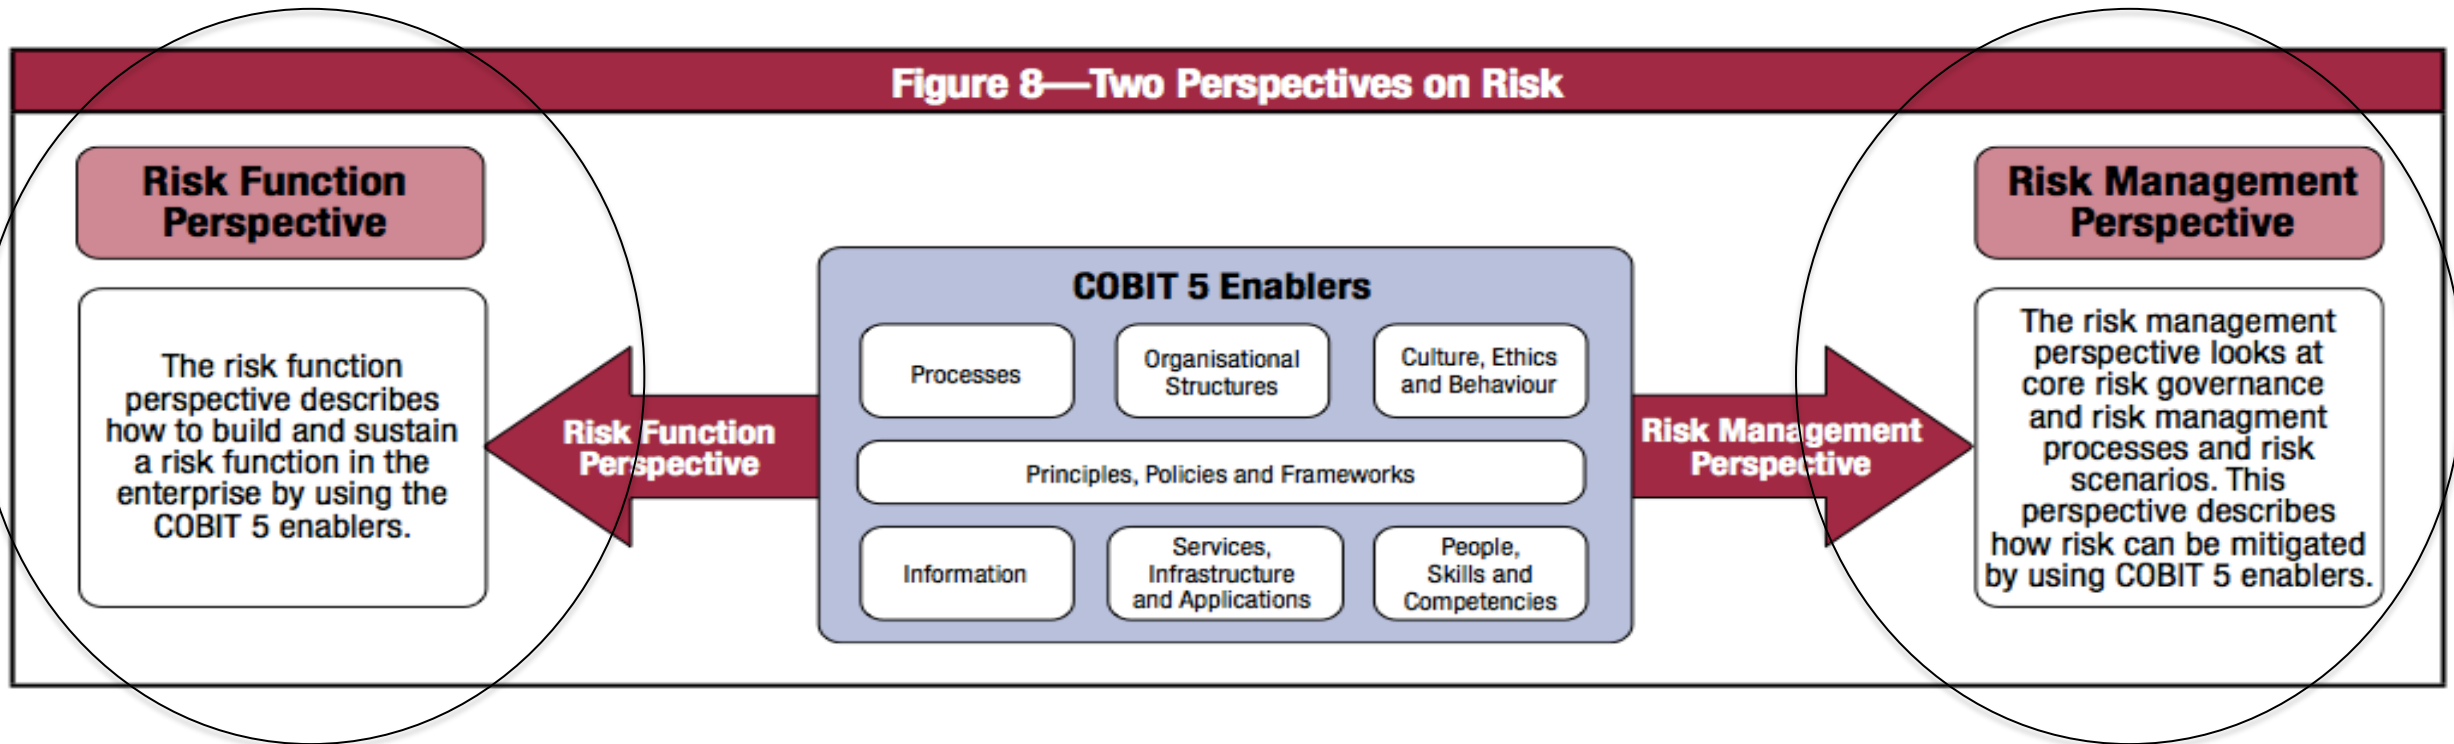 Figure 8—Two Perspectives on Risk
Risk Function
Perspective
The risk function
perspective describes
how to build and sustain
a risk function in the
enterprise by using the
COBIT 5 enablers.
Risk Function
Perspective
COBIT 5 Enablers
Processes
Organisational
Structures
Culture, Ethics
and Behaviour
Principles, Policies and Frameworks
Information
Services,
Infrastructure
and Applications
People,
Skills and
Competencies
Risk Management
Perspective
Risk Management
Perspective
The risk management
perspective looks at
core risk governance
and risk managment
processes and risk
scenarios. This
perspective describes
how risk can be mitigated
by using COBIT 5 enablers.